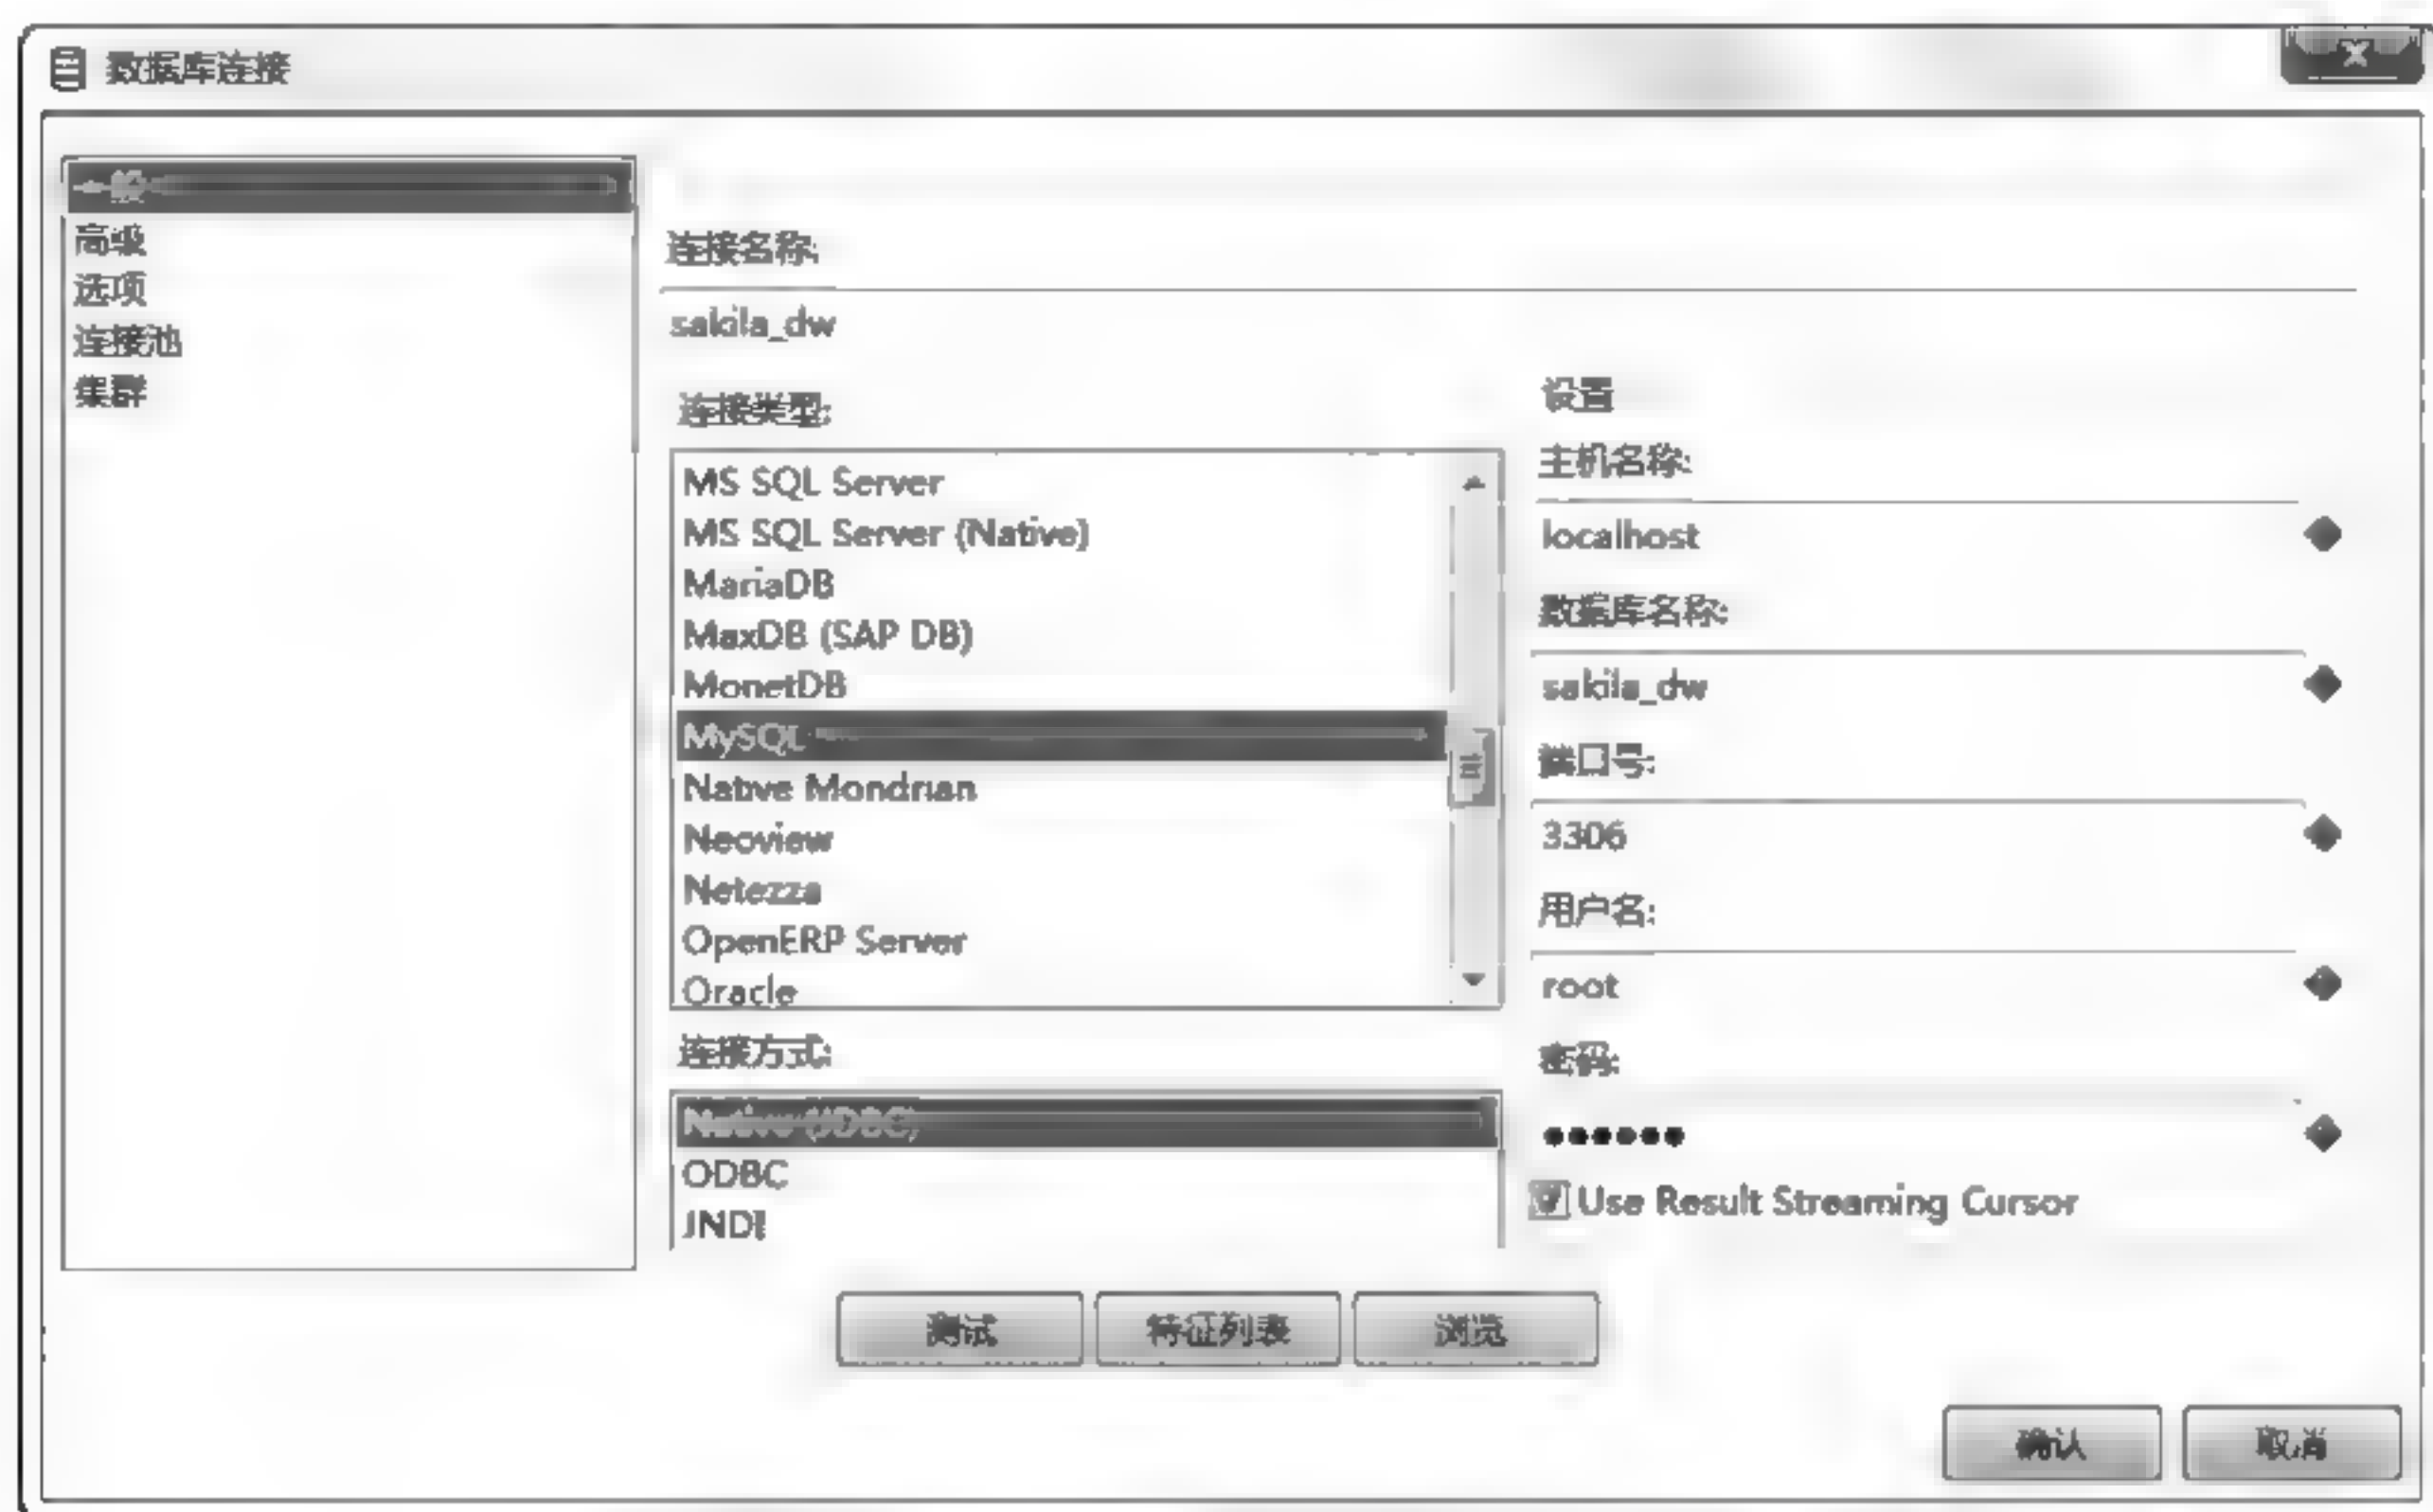 数据库连接
一般
高级
选项
连接池
集群
连接名称:
sakila_dw
连接类型:
MS SQL Server
MS SQL Server (Native)
MariaDB
MaxDB (SAP DB)
MonetDB
MySQL
Native Mondrian
Neoview
Netezza
OpenERP Server
Oracle
连接方式:
Native (JDBC)
ODBC
JNDI
设置
主机名称:
localhost
数据库名称:
sakila_dw
端口号:
3306
用户名:
root
密码:
●●●●●●
Use Result Streaming Cursor
测试
特征列表
浏览
确认
取消